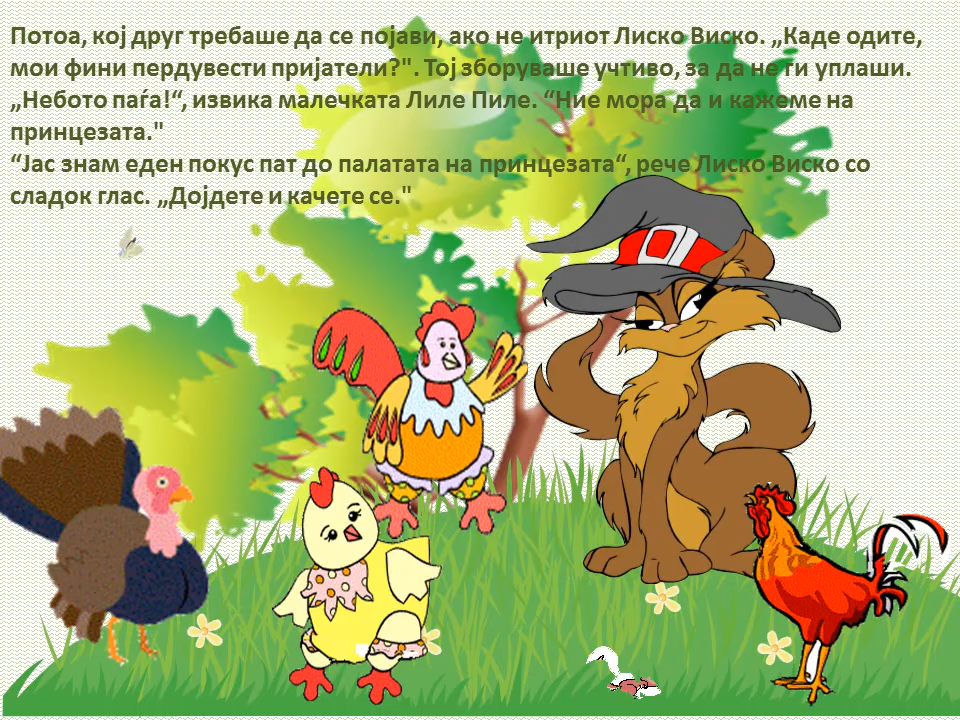 Потоа, кој друг требаше да се појави, ако не итриот Лиско Виско. „Каде одите,
мои фини пердувести пријатели?". Тој зборуваше учтиво, за да не ги уплаши.
„Небото паѓа!“, извика малечката Лиле Пиле. “Ние мора да и кажеме на
принцезата."
“Јас знам еден покус пат до палатата на принцезата“, рече Лиско Виско со
сладок глас. „Дојдете и качете се."